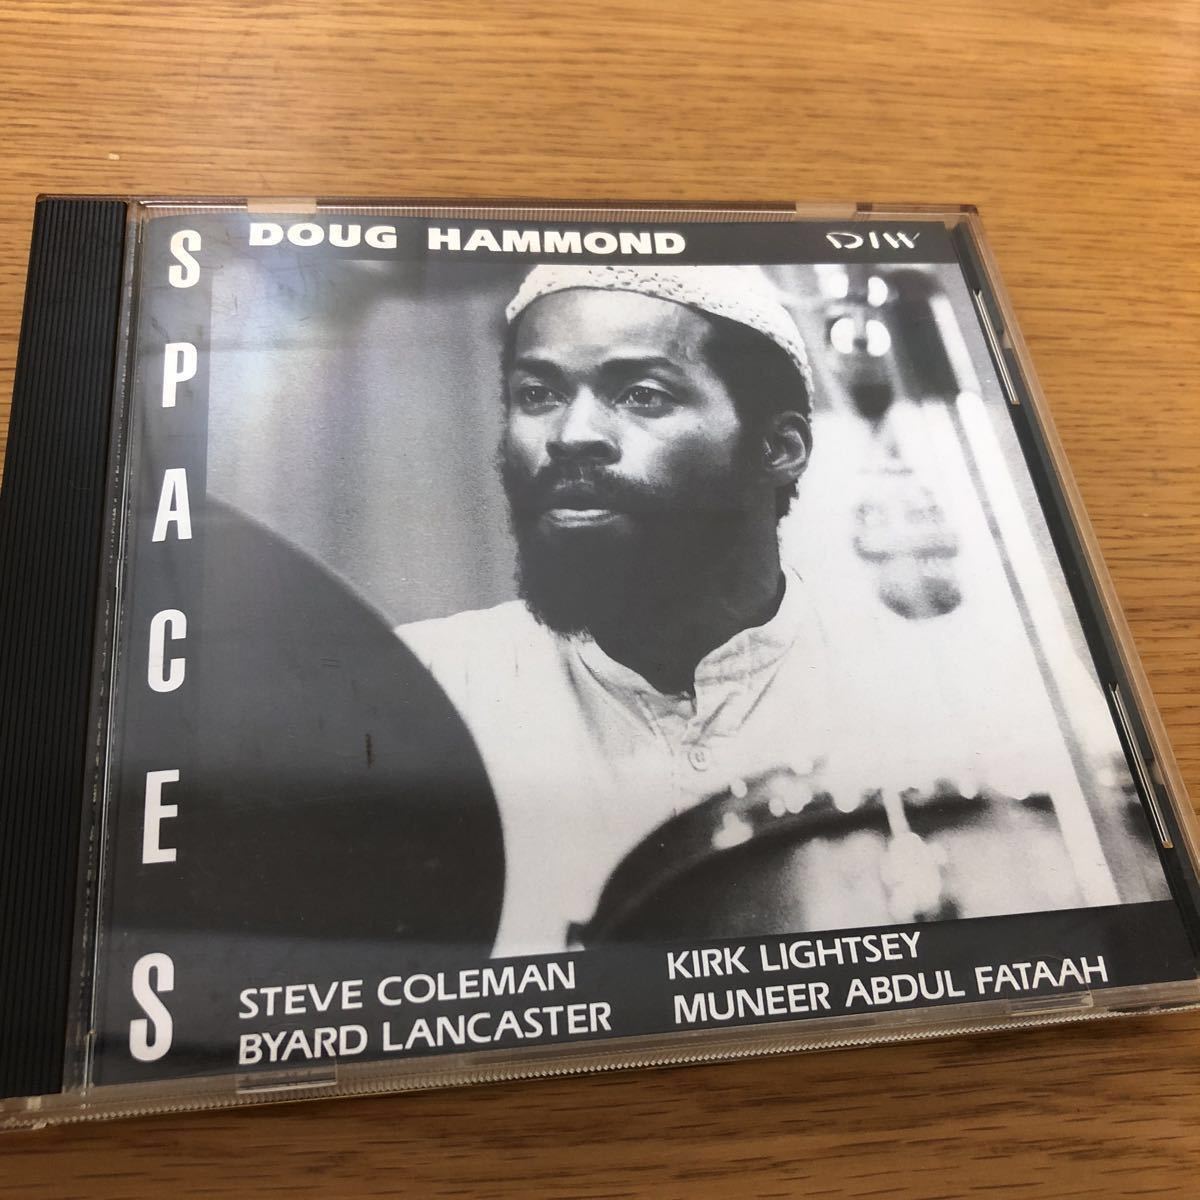 DOUG HAMMOND
DIW
SPACES
STEVE COLEMAN
BYARD LANCASTER
KIRK LIGHTSEY
MUNEER ABDUL FATAAH